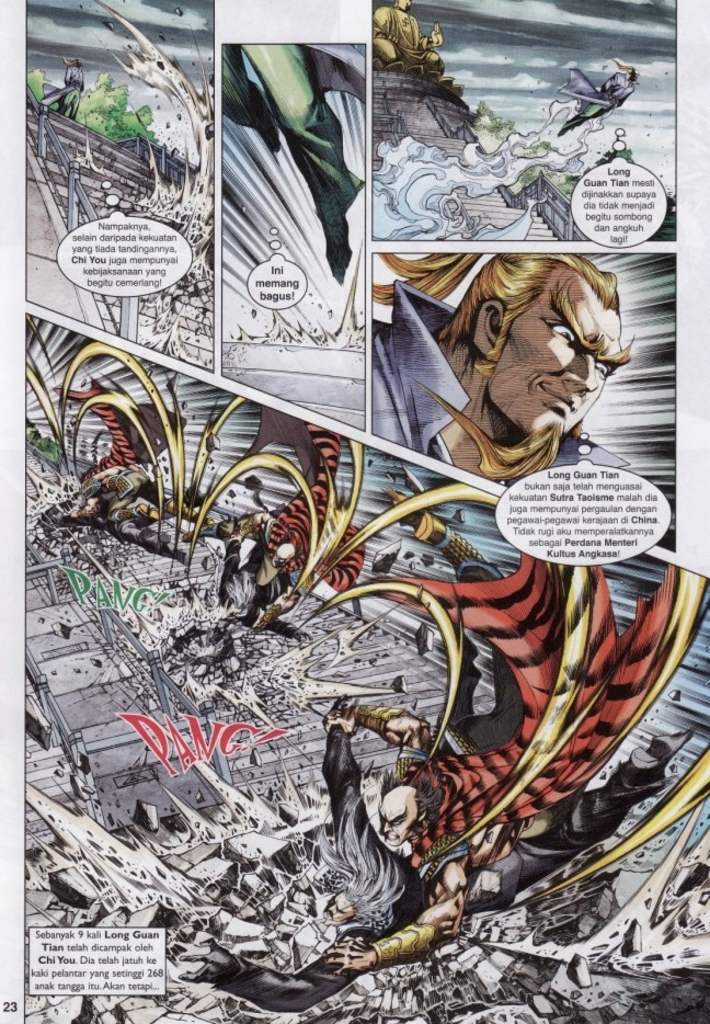 Nampaknya,
selain daripada kekuatan
yang tiada tandingannya,
Chi You juga mempunyai
kebijaksanaan yang
begitu cemerlang!
Ini
memang
bagus!
Long
Guan Tian mesti
dijinakkan supaya
dia tidak menjadi
begitu sombong
dan angkuh
lagi!
Long Guan Tian
bukan saja telah menguasai
kekuatan Sutra Taoisme malah dia
juga mempunyai pergaulan dengan
pegawai-pegawai kerajaan di China.
Tidak rugi aku memberikannya
sebagai Perdana Menteri
Kultus Angkasa!
PANG
PANG
Sebanyak 9 kali Long Guan
Tian telah dicampak oleh
Chi You. Dia telah jatuh ke
kaki pelantar yang setinggi 268
anak tangga itu. Akan tetapi...
23